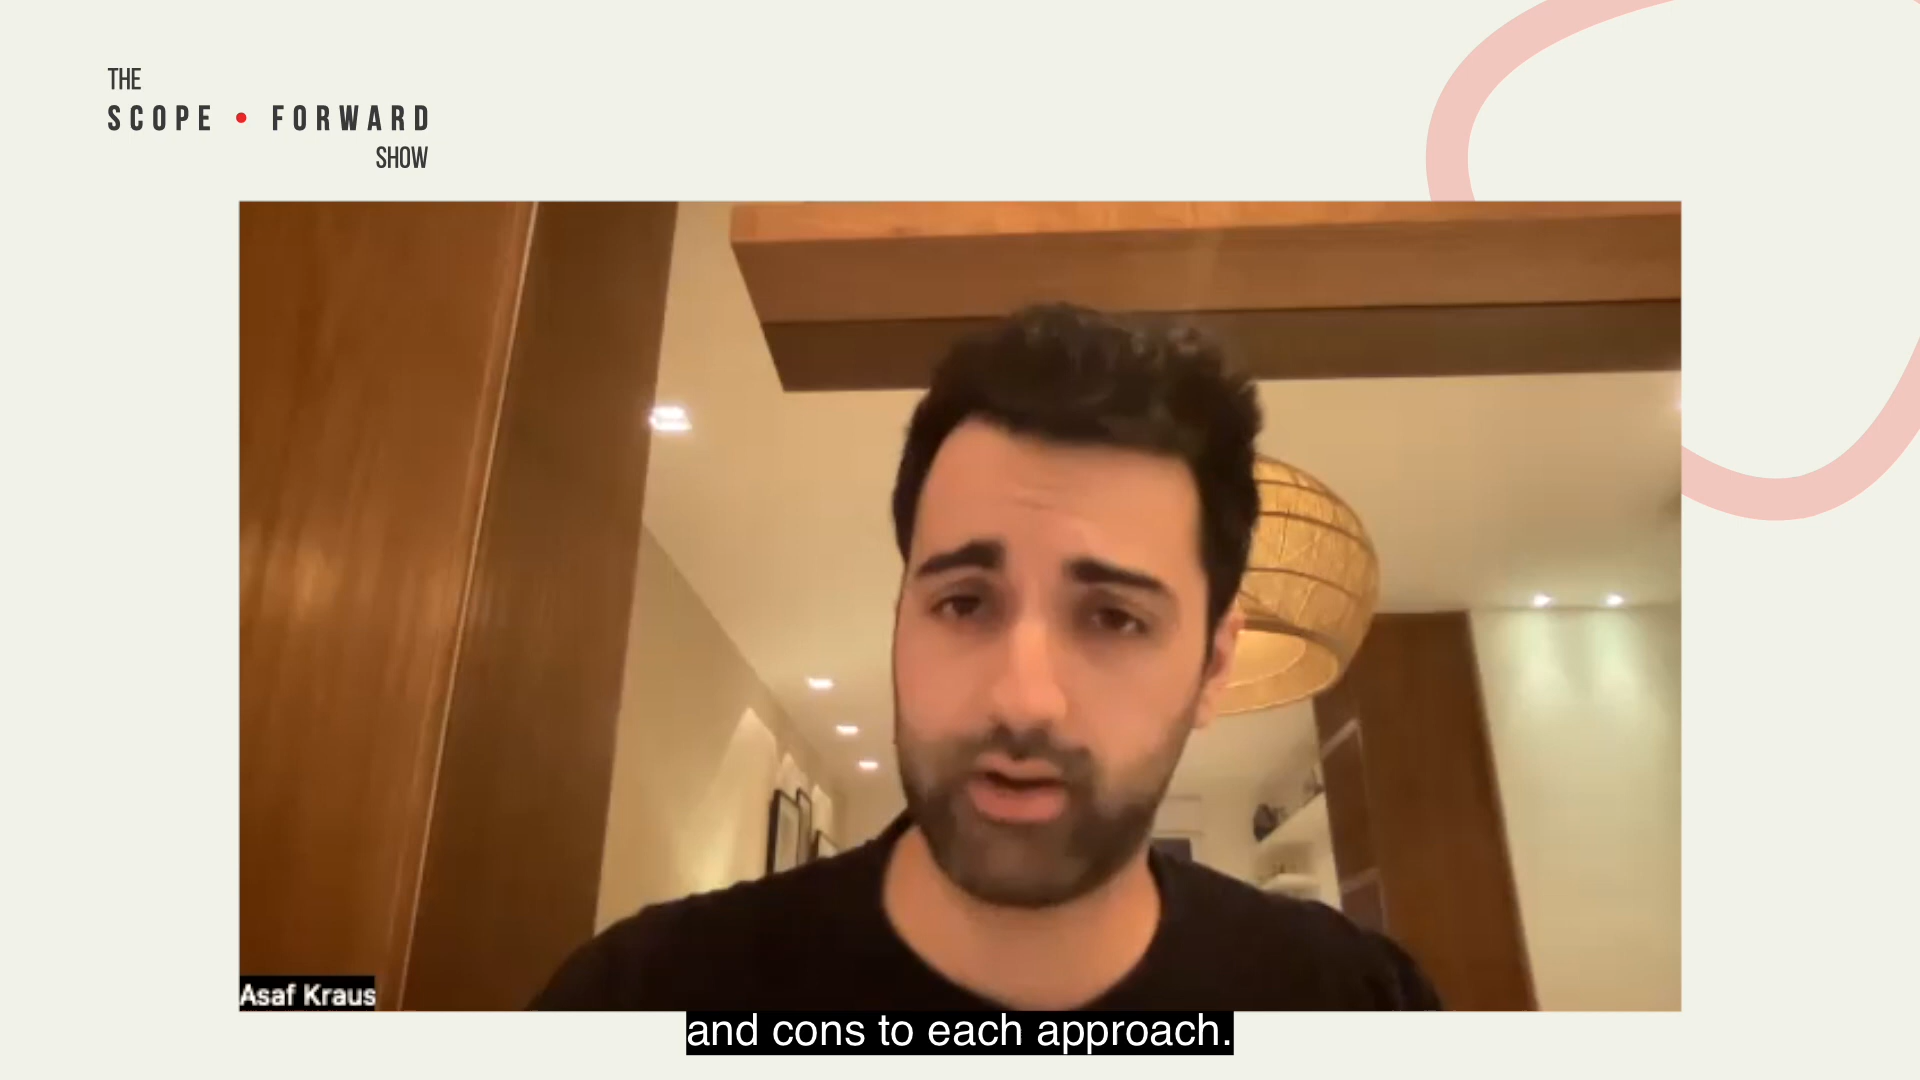 THE
SCOPE • FORWARD
SHOW
Asaf Kraus
and cons to each approach.